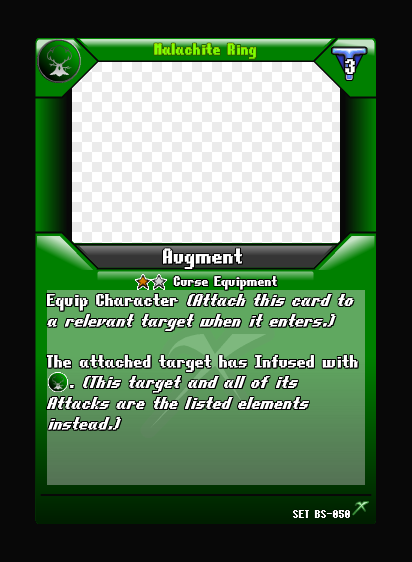 Malachite Ring
3
Augment
Curse Equipment
Equip Character (Attach this card to
a relevant target when it enters.)
The attached target has Infused with
. (This target and all of its
Attacks are the listed elements
instead.)
SET BS-050